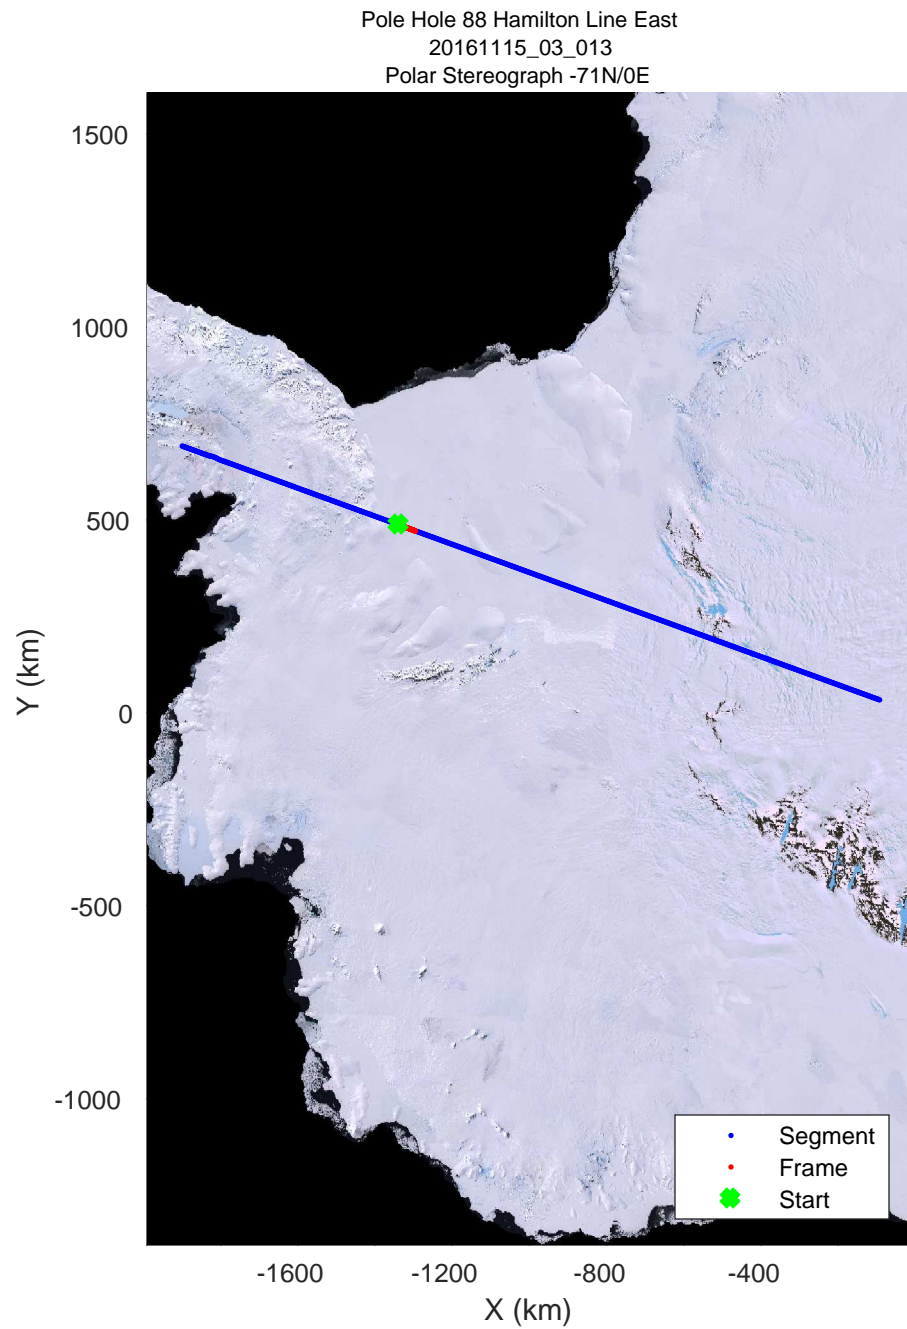 Pole Hole 88 Hamilton Line East
20161115_03_013
Polar Stereograph -71N/0E
1500
1000
500
0
-500
-1000
Y (km)
-1600 -1200 -800 -400
X (km)
Segment
Frame
Start